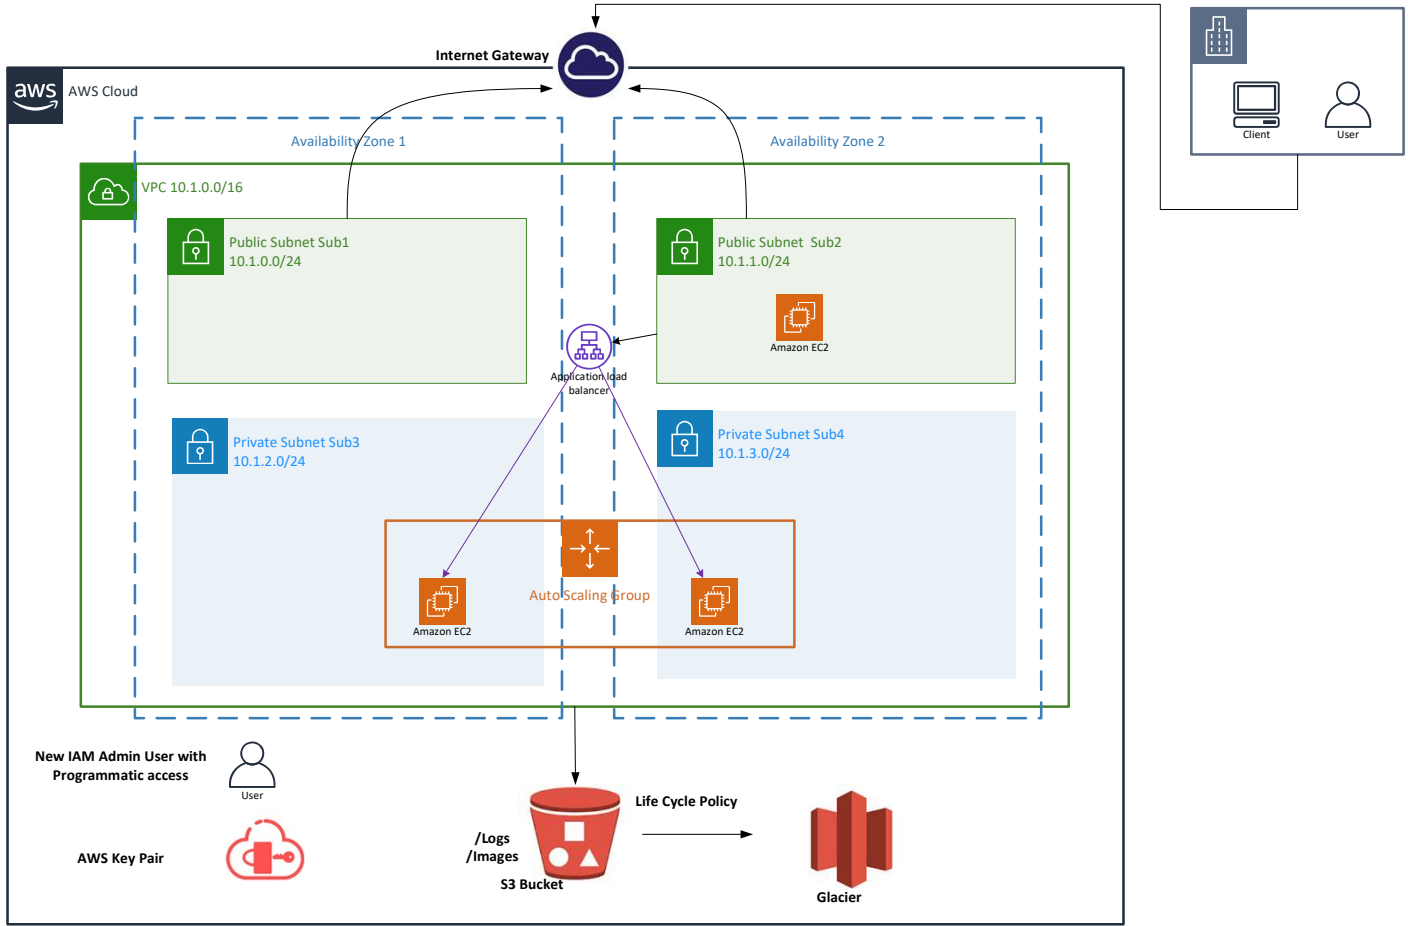 Internet Gateway
aws
AWS Cloud
Client
User
Availability Zone 1
Availability Zone 2
VPC 10.1.0.0/16
Public Subnet Sub1
10.1.0.0/24
Public Subnet  Sub2
10.1.1.0/24
Amazon EC2
Application load
balancer
Private Subnet Sub3
10.1.2.0/24
Private Subnet Sub4
10.1.3.0/24
Auto Scaling Group
Amazon EC2
Amazon EC2
New IAM Admin User with
Programmatic access
User
AWS Key Pair
/Logs
/Images
S3 Bucket
Life Cycle Policy
Glacier